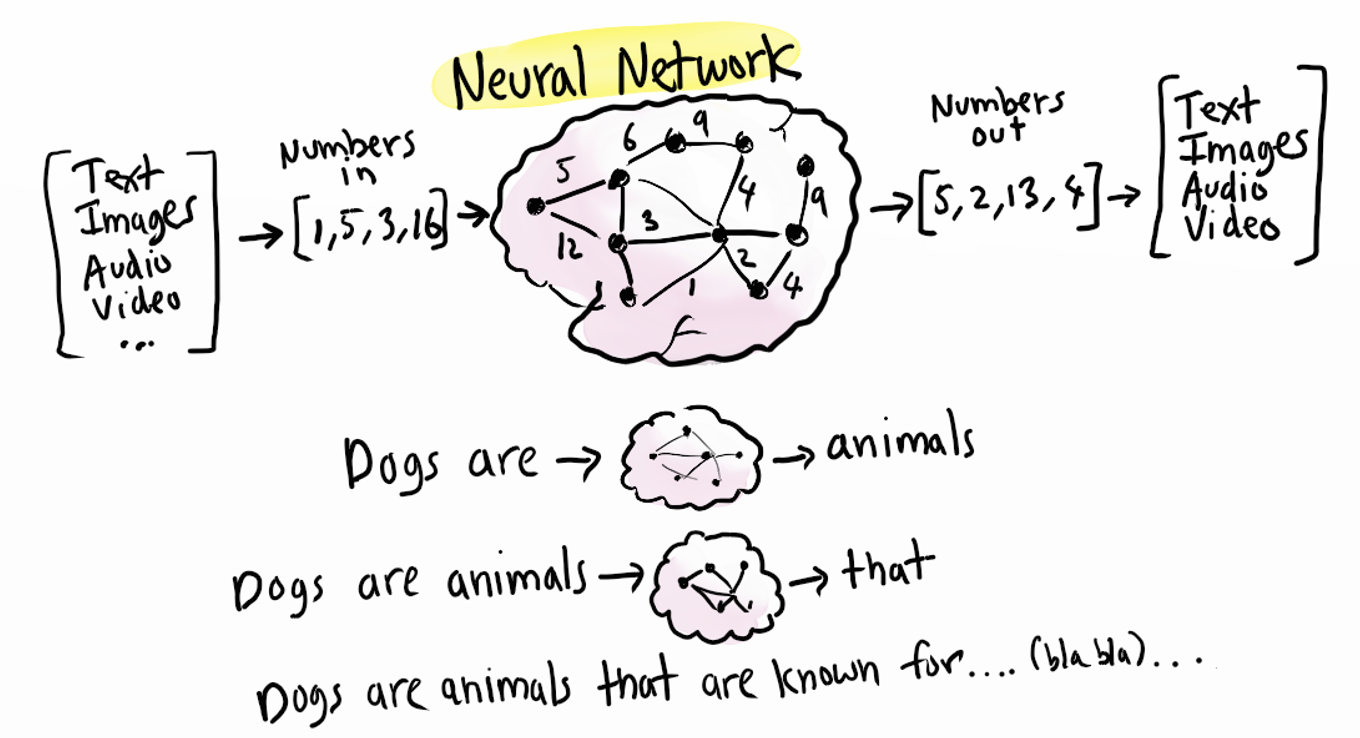 Neural Network
Text
Images
Audio
Video
...
→
Numbers
in
[1,5,3,16]
→
5
6
9
12
3
4
9
2
4
1
→
Numbers
out
[5,2,13,4]
→
Text
Images
Audio
Video
Dogs are → → animals
Dogs are animals → → that
Dogs are animals that are known for.... (bla bla)...